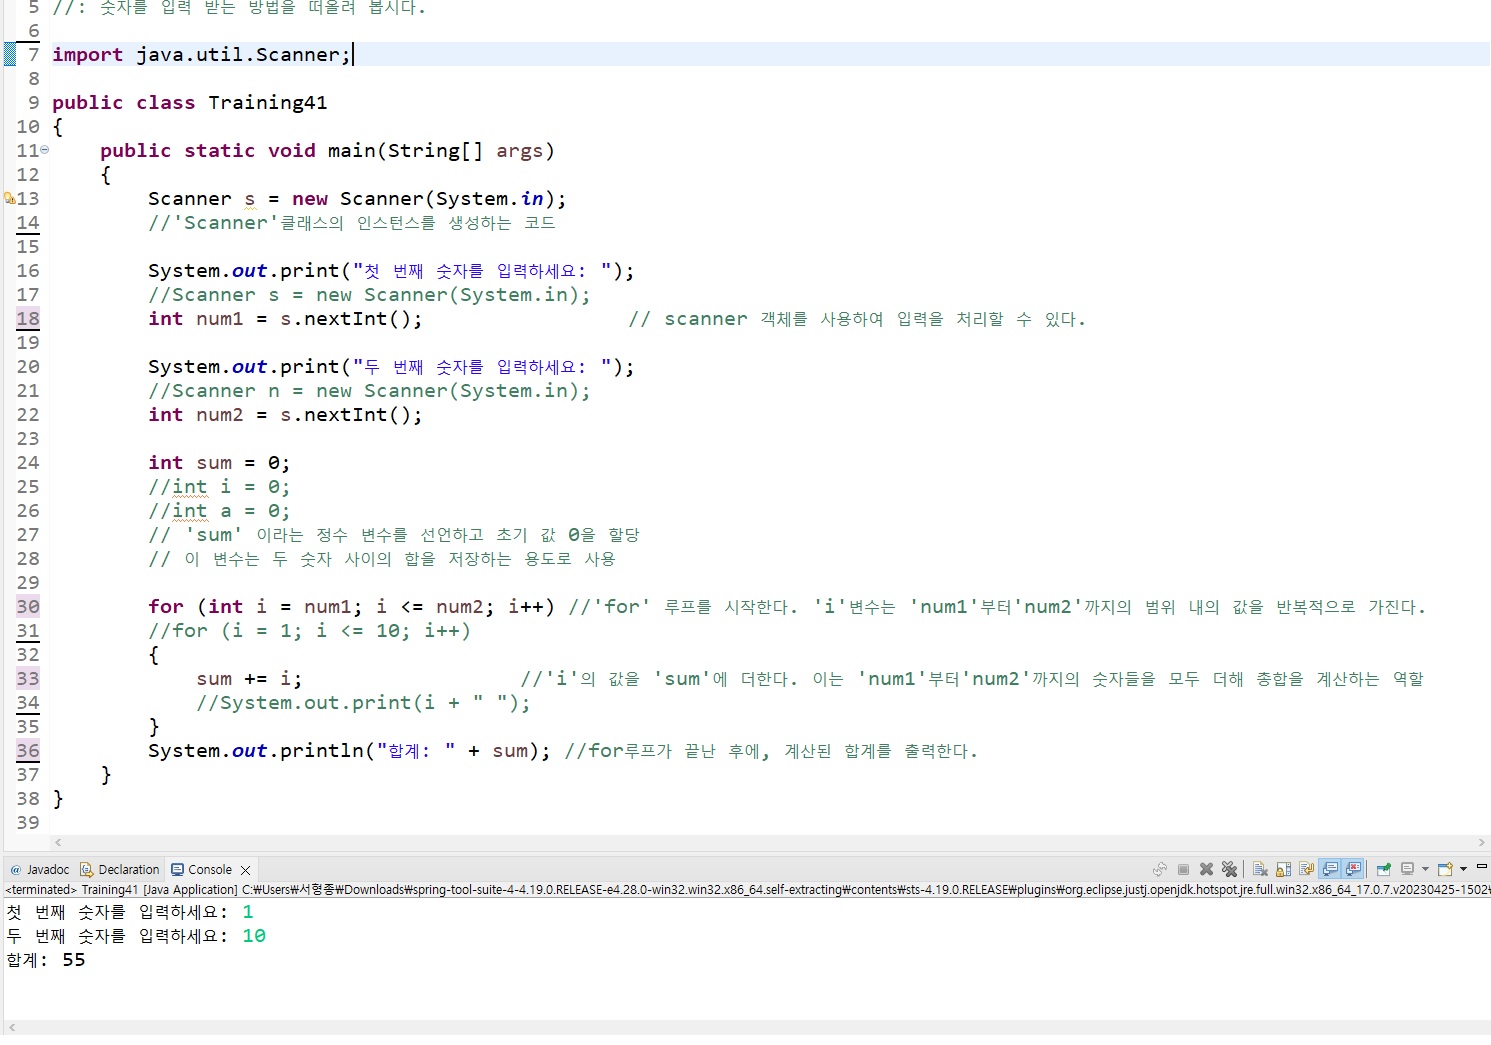 5 //: 숫자를 입력 받는 방법을 떠올려 봅시다.
6
7 import java.util.Scanner;
8
9 public class Training41
10 {
11 public static void main(String[] args)
12 {
13 Scanner s = new Scanner(System.in);
14 //'Scanner'클래스의 인스턴스를 생성하는 코드
15
16 System.out.print("첫 번째 숫자를 입력하세요: ");
17 //Scanner s = new Scanner(System.in);
18 int num1 = s.nextInt(); // scanner 객체를 사용하여 입력을 처리할 수 있다.
19
20 System.out.print("두 번째 숫자를 입력하세요: ");
21 //Scanner n = new Scanner(System.in);
22 int num2 = s.nextInt();
23
24 int sum = 0;
25 //int i = 0;
26 //int a = 0;
27 // 'sum' 이라는 정수 변수를 선언하고 초기 값 0을 할당
28 // 이 변수는 두 숫자 사이의 합을 저장하는 용도로 사용
29
30 for (int i = num1; i <= num2; i++) //'for' 루프를 시작한다. 'i'변수는 'num1'부터'num2'까지의 범위 내의 값을 반복적으로 가진다.
31 //for (i = 1; i <= 10; i++)
32 {
33 sum += i; //'i'의 값을 'sum'에 더한다. 이는 'num1'부터'num2'까지의 숫자들을 모두 더해 총합을 계산하는 역할
34 //System.out.print(i + " ");
35 }
36 System.out.println("합계: " + sum); //for루프가 끝난 후에, 계산된 합계를 출력한다.
37 }
38 }
39
@ Javadoc Declaration Console
<terminated> Training41 [Java Application] C:₩Users₩서형종₩Downloads₩spring-tool-suite-4-4.19.0.RELEASE-e4.28.0-win32.win32.x86_64.self-extracting₩contents₩sts-4.19.0.RELEASE₩plugins₩org.eclipse.justj.openjdk.hotspot.jre.full.win32.x86_64_17.0.7.v20230425-1502₩
첫 번째 숫자를 입력하세요: 1
두 번째 숫자를 입력하세요: 10
합계: 55